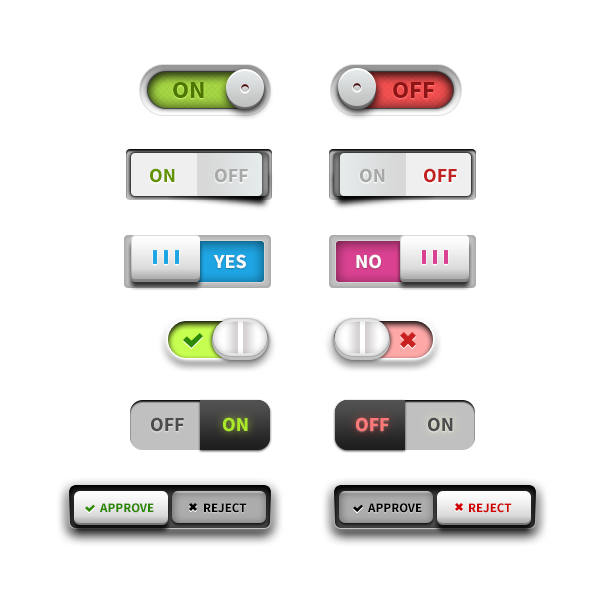 ON OFF
ON OFF ON OFF
YES NO
OFF ON OFF ON
APPROVE REJECT APPROVE REJECT